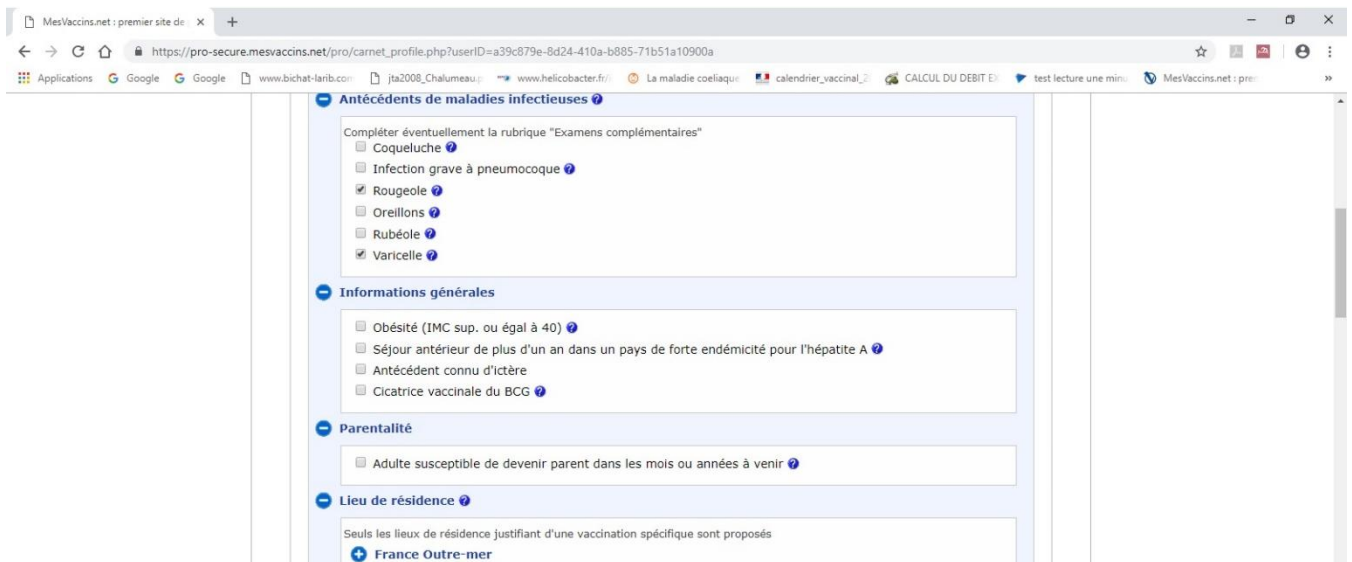 MesVaccins.net : premier site de
https://pro-secure.mesvaccins.net/pro/carnet_profile.php?userID=a39c879e-8d24-410a-b885-71b51a10900a
Applications Google Google www.bichat-larib.com jta2008_Chalumeau.p www.helicobacter.fr/ La maladie coeliaque calendrier_vaccinal_2 CALCUL DU DEBIT EX test lecture une minu MesVaccins.net : prem »
Antécédents de maladies infectieuses ?
Compléter éventuellement la rubrique "Examens complémentaires"
Coqueluche ?
Infection grave à pneumocoque ?
Rougeole ?
Oreillons ?
Rubéole ?
Varicelle ?
Informations générales
Obésité (IMC sup. ou égal à 40) ?
Séjour antérieur de plus d'un an dans un pays de forte endémicité pour l'hépatite A ?
Antécédent connu d'ictère
Cicatrice vaccinale du BCG ?
Parentalité
Adulte susceptible de devenir parent dans les mois ou années à venir ?
Lieu de résidence ?
Seuls les lieux de résidence justifiant d'une vaccination spécifique sont proposés
France Outre-mer